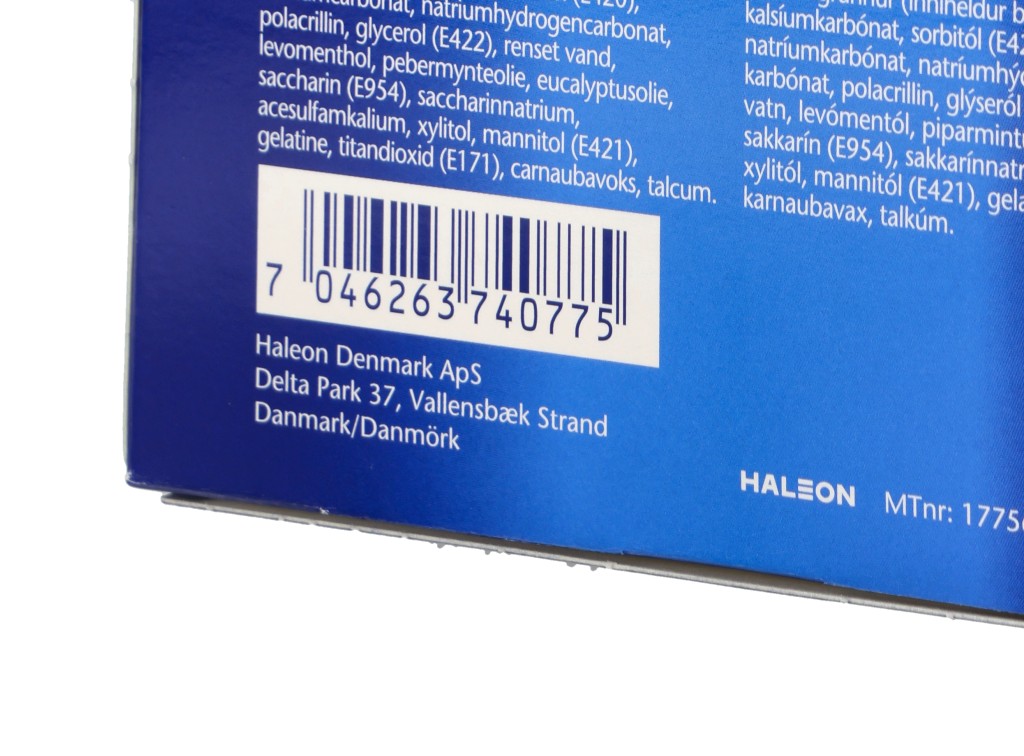 natriumhydrogencarbonat,
polacrillin, glycerol (E422), renset vand,
levomenthol, pebermynteolie, eucalyptusolie,
saccharin (E954), saccharinnatrium,
acesulfamkalium, xylitol, mannitol (E421),
gelatine, titandioxid (E171), carnaubavoks, talcum.
7 046263 740775
Haleon Denmark ApS
Delta Park 37, Vallensbæk Strand
Danmark/Danmörk
kalsíumkarbónat, sorbitól
natríumkarbónat,
karbónat, polacrillin, glýseról
vatn, levómentól,
sakkarín (E954),
xylitól, mannitól (E421),
karnaubavax, talkúm.
HALEON MTnr: